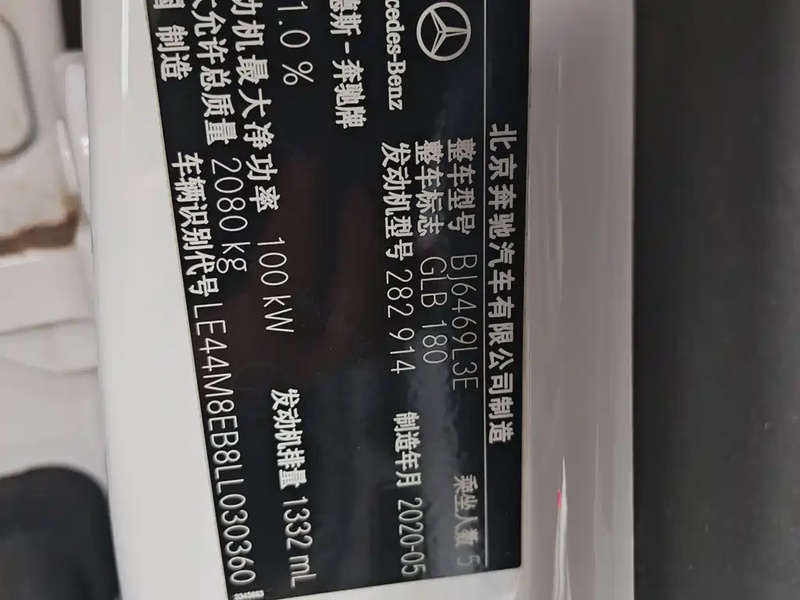 北京奔驰汽车有限公司制造
Mercedes-Benz
整车型号 BJ6469L3E 乘坐人数 5
整车标志 GLB 180
发动机型号 282 914 制造年月 2020-05
德斯-奔驰牌
1.0 %
动机最大净功率 100 kW 发动机排量 1332 mL
大允许总质量 2080 kg
国 制造 车辆识别代号 LE44M8EB8LL030360